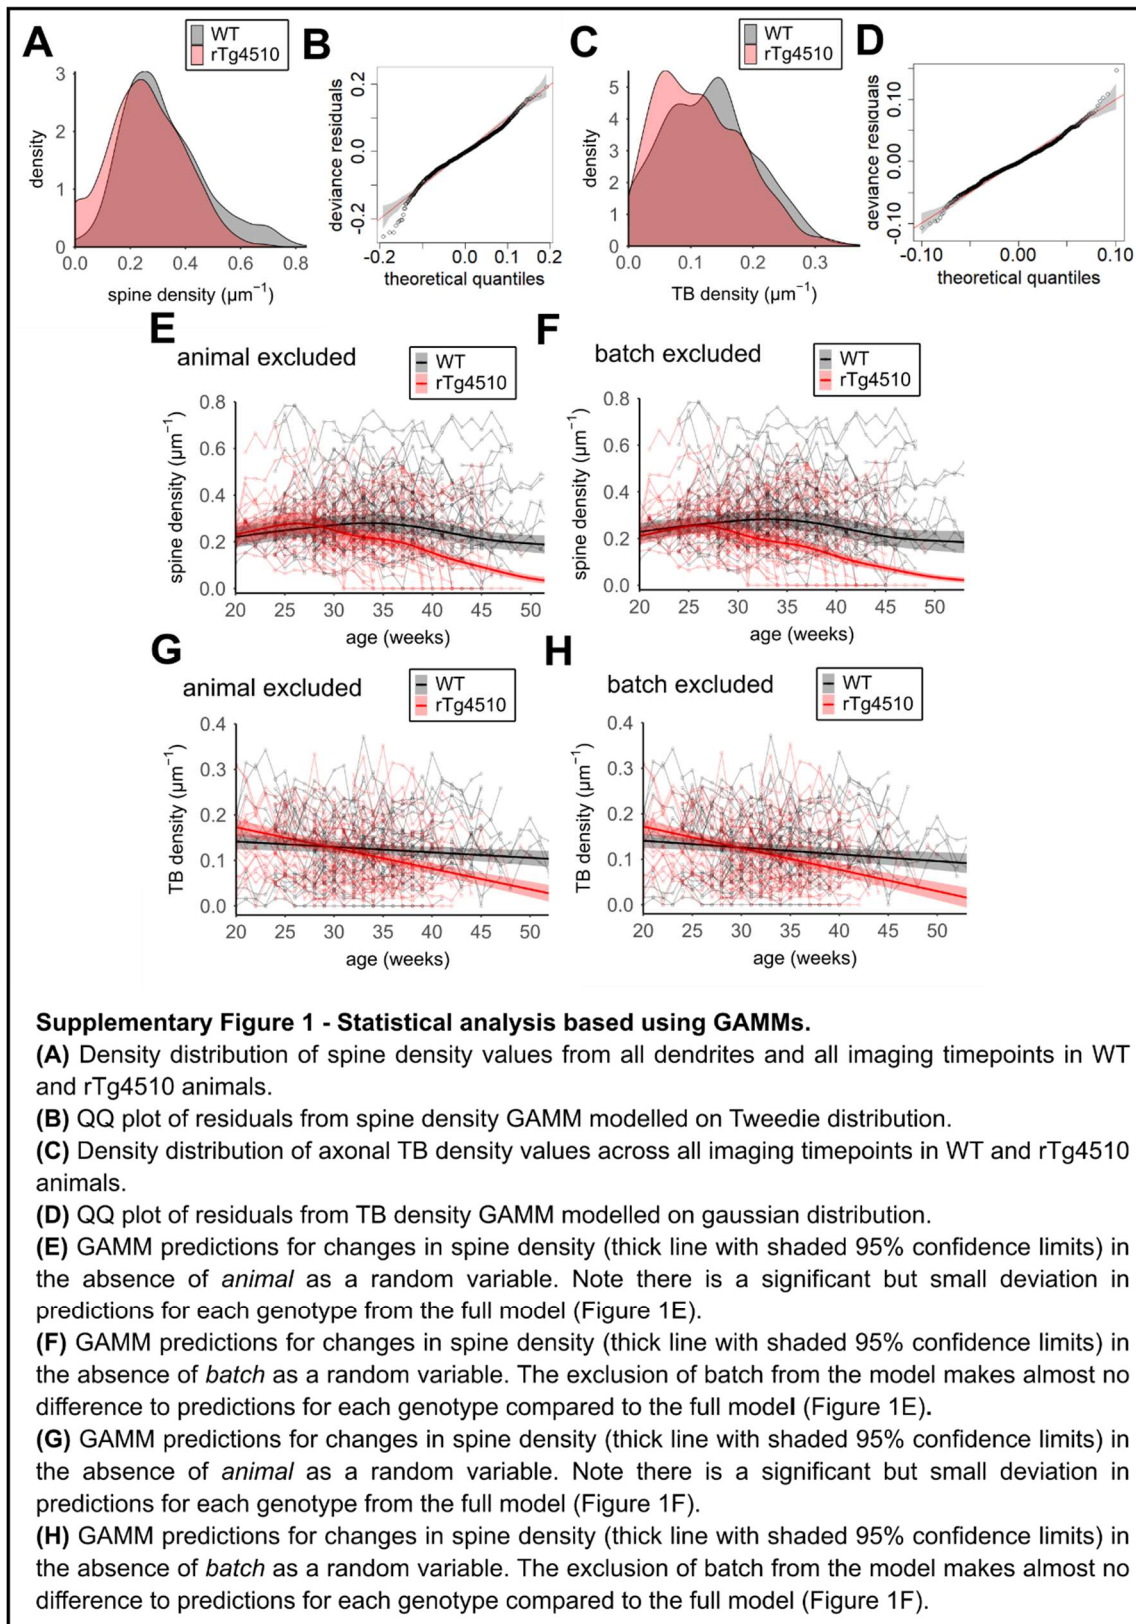 A
WT
rTg4510
density
3
2
1
0
0.0 0.2 0.4 0.6 0.8
spine density (µm⁻¹)
B
deviance residuals
0.2
0.0
-0.2
-0.2 0.0 0.1 0.2
theoretical quantiles
C
WT
rTg4510
density
5
4
3
2
1
0
0.0 0.1 0.2 0.3
TB density (µm⁻¹)
D
deviance residuals
0.10
0.00
-0.10
-0.10 0.00 0.10
theoretical quantiles
E
animal excluded
WT
rTg4510
spine density (µm⁻¹)
0.8
0.6
0.4
0.2
0.0
20 25 30 35 40 45 50
age (weeks)
F
batch excluded
WT
rTg4510
spine density (µm⁻¹)
0.8
0.6
0.4
0.2
0.0
20 25 30 35 40 45 50
age (weeks)
G
animal excluded
WT
rTg4510
TB density (µm⁻¹)
0.4
0.3
0.2
0.1
0.0
20 25 30 35 40 45 50
age (weeks)
H
batch excluded
WT
rTg4510
TB density (µm⁻¹)
0.4
0.3
0.2
0.1
0.0
20 25 30 35 40 45 50
age (weeks)
Supplementary Figure 1 - Statistical analysis based using GAMMs.
(A) Density distribution of spine density values from all dendrites and all imaging timepoints in WT
and rTg4510 animals.
(B) QQ plot of residuals from spine density GAMM modelled on Tweedie distribution.
(C) Density distribution of axonal TB density values across all imaging timepoints in WT and rTg4510
animals.
(D) QQ plot of residuals from TB density GAMM modelled on gaussian distribution.
(E) GAMM predictions for changes in spine density (thick line with shaded 95% confidence limits) in
the absence of animal as a random variable. Note there is a significant but small deviation in
predictions for each genotype from the full model (Figure 1E).
(F) GAMM predictions for changes in spine density (thick line with shaded 95% confidence limits) in
the absence of batch as a random variable. The exclusion of batch from the model makes almost no
difference to predictions for each genotype compared to the full model (Figure 1E).
(G) GAMM predictions for changes in spine density (thick line with shaded 95% confidence limits) in
the absence of animal as a random variable. Note there is a significant but small deviation in
predictions for each genotype from the full model (Figure 1F).
(H) GAMM predictions for changes in spine density (thick line with shaded 95% confidence limits) in
the absence of batch as a random variable. The exclusion of batch from the model makes almost no
difference to predictions for each genotype compared to the full model (Figure 1F).